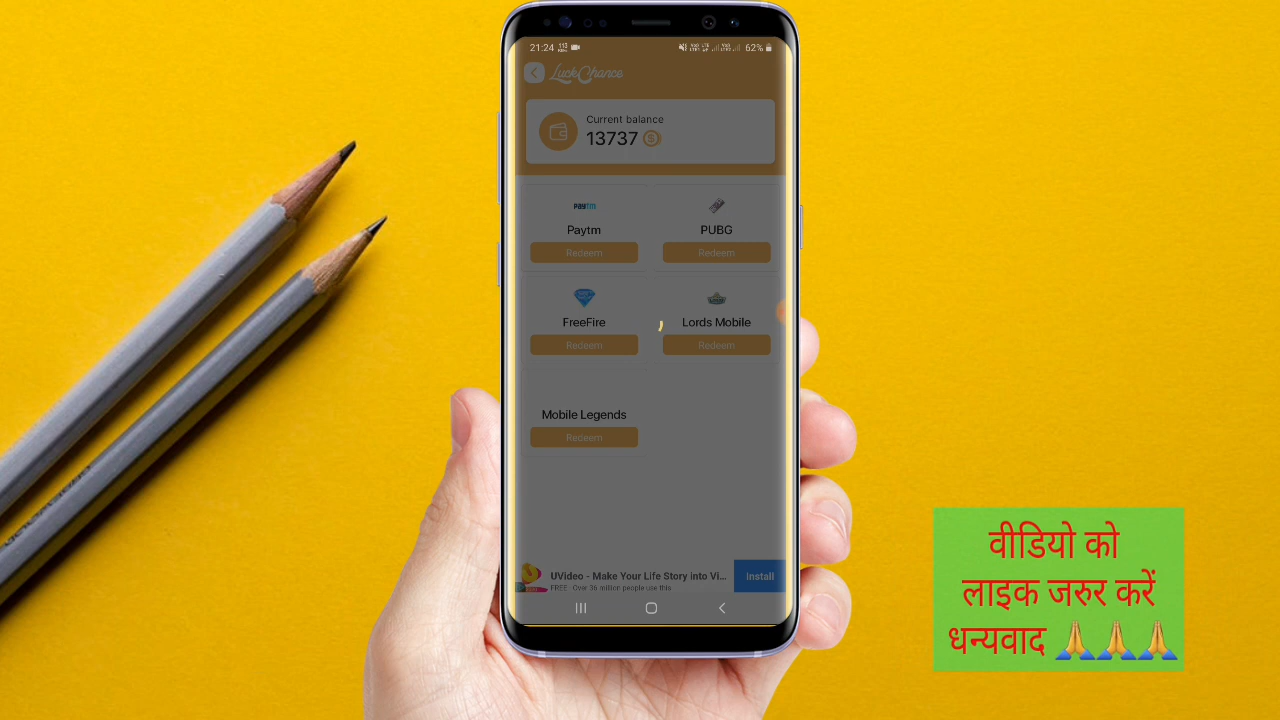 21:24
62%
LuckChance
Current balance
13737
Paytm
Paytm
PUBG
Redeem
Redeem
FreeFire
Lords Mobile
Redeem
Redeem
Mobile Legends
Redeem
UVideo - Make Your Life Story into Vi...
FREE Over 36 million people use this
Install
वीडियो को
लाइक जरुर करें
धन्यवाद 🙏🙏🙏